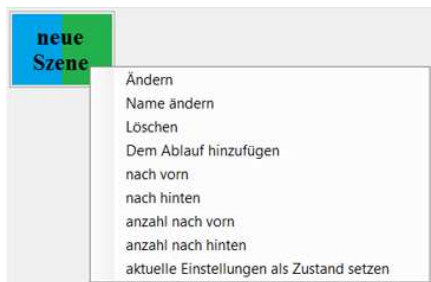 neue
Szene
Ändern
Name ändern
Löschen
Dem Ablauf hinzufügen
nach vorn
nach hinten
anzahl nach vorn
anzahl nach hinten
aktuelle Einstellungen als Zustand setzen